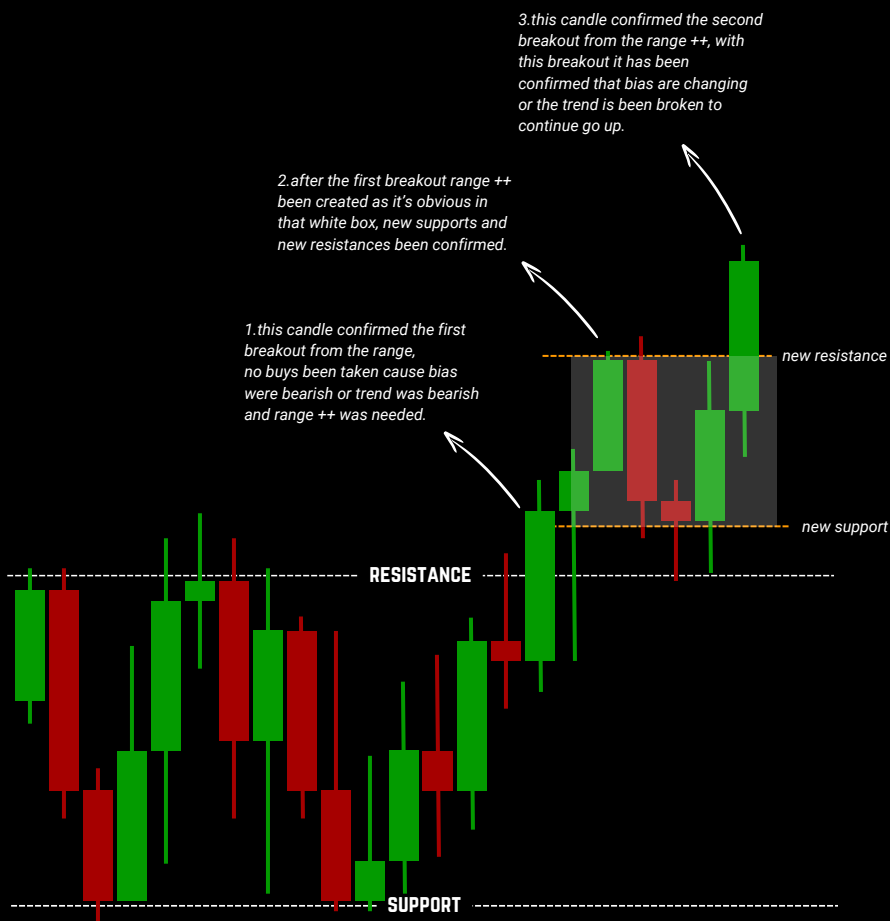 3.this candle confirmed the second
breakout from the range ++, with
this breakout it has been
confirmed that bias are changing
or the trend is been broken to
continue go up.
2.after the first breakout range ++
been created as it's obvious in
that white box, new supports and
new resistances been confirmed.
1.this candle confirmed the first
breakout from the range,
no buys been taken cause bias
were bearish or trend was bearish
and range ++ was needed.
new resistance
new support
RESISTANCE
SUPPORT